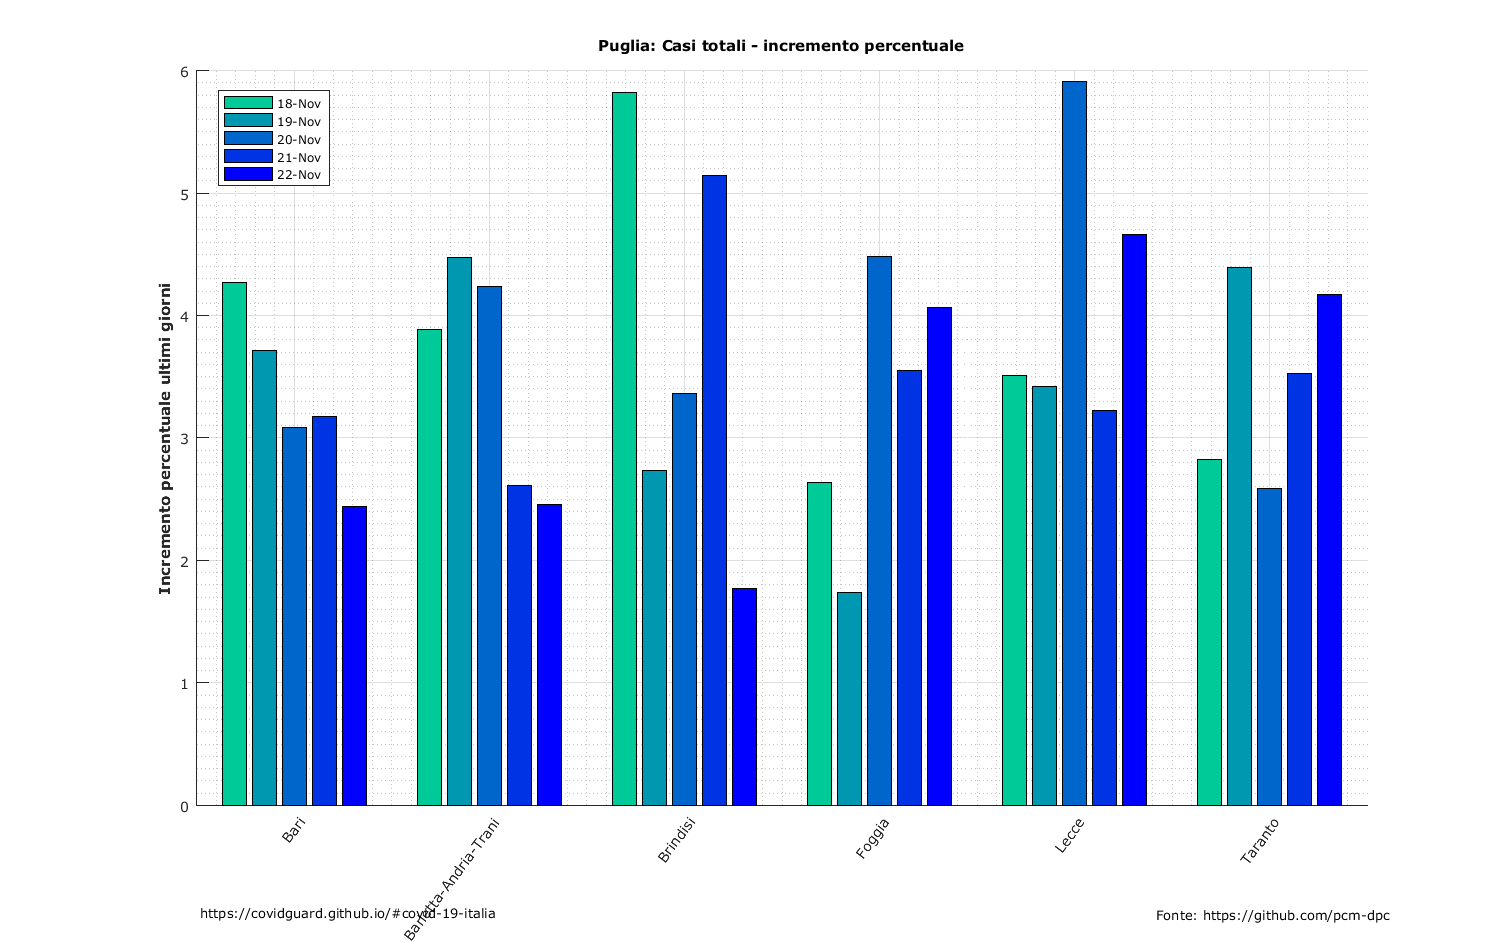 Puglia: Casi totali - incremento percentuale
6
5
4
3
2
1
0
Incremento percentuale ultimi giorni
18-Nov
19-Nov
20-Nov
21-Nov
22-Nov
Bari
Barletta-Andria-Trani
Brindisi
Foggia
Lecce
Taranto
https://covidguard.github.io/#covid-19-italia
Fonte: https://github.com/pcm-dpc